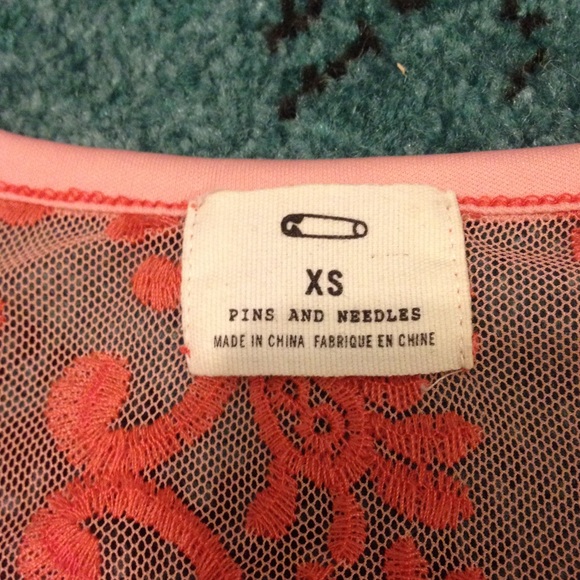 XS
PINS AND NEEDLES
MADE IN CHINA FABRIQUE EN CHINE